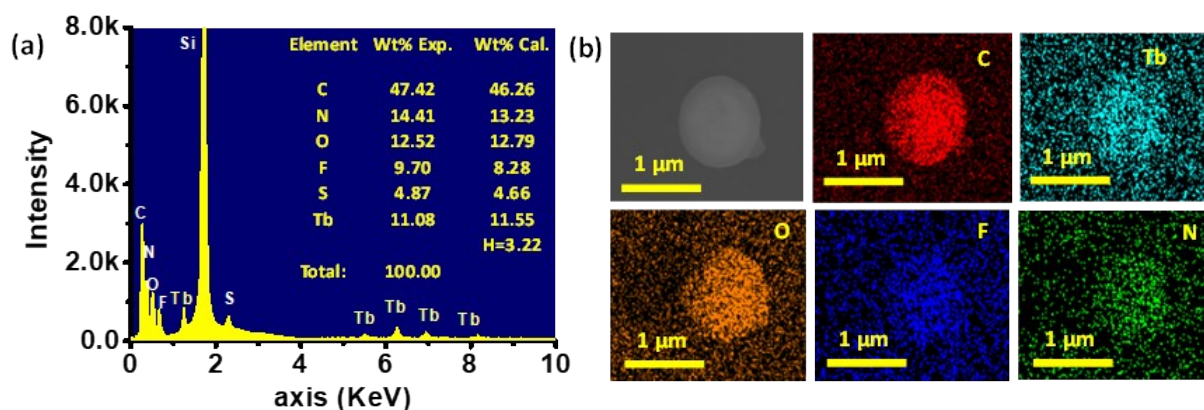 (a)
Intensity
8.0k
6.0k
4.0k
2.0k
0.0
Si
C
N
O
F
Tb
S
Tb
Tb
Tb
Tb
Element Wt% Exp. Wt% Cal.
C 47.42 46.26
N 14.41 13.23
O 12.52 12.79
F 9.70 8.28
S 4.87 4.66
Tb 11.08 11.55
H=3.22
Total: 100.00
0 2 4 6 8 10
axis (KeV)
(b)
1 µm
C
1 µm
Tb
1 µm
O
1 µm
F
1 µm
N
1 µm